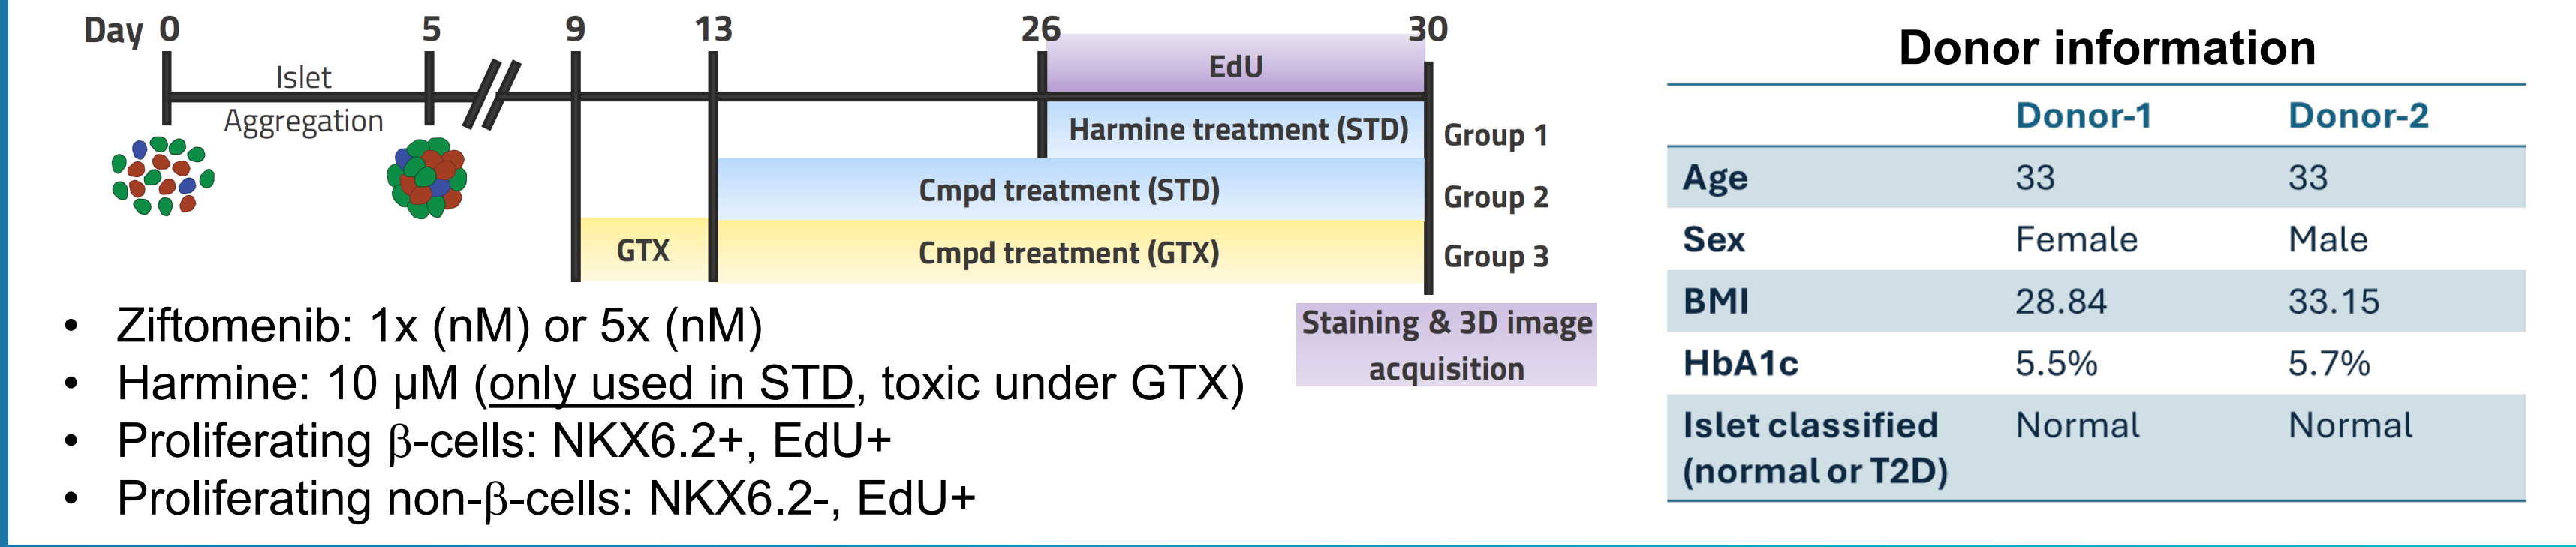 Day 0 5 9 13 26 30
Islet
Aggregation
EdU
Harmine treatment (STD) Group 1
Cmpd treatment (STD) Group 2
GTX Cmpd treatment (GTX) Group 3
Staining & 3D image
acquisition
• Ziftomenib: 1x (nM) or 5x (nM)
• Harmine: 10 µM (only used in STD, toxic under GTX)
• Proliferating β-cells: NKX6.2+, EdU+
• Proliferating non-β-cells: NKX6.2-, EdU+
Donor information
Donor-1 Donor-2
Age 33 33
Sex Female Male
BMI 28.84 33.15
HbA1c 5.5% 5.7%
Islet classified Normal Normal
(normal or T2D)